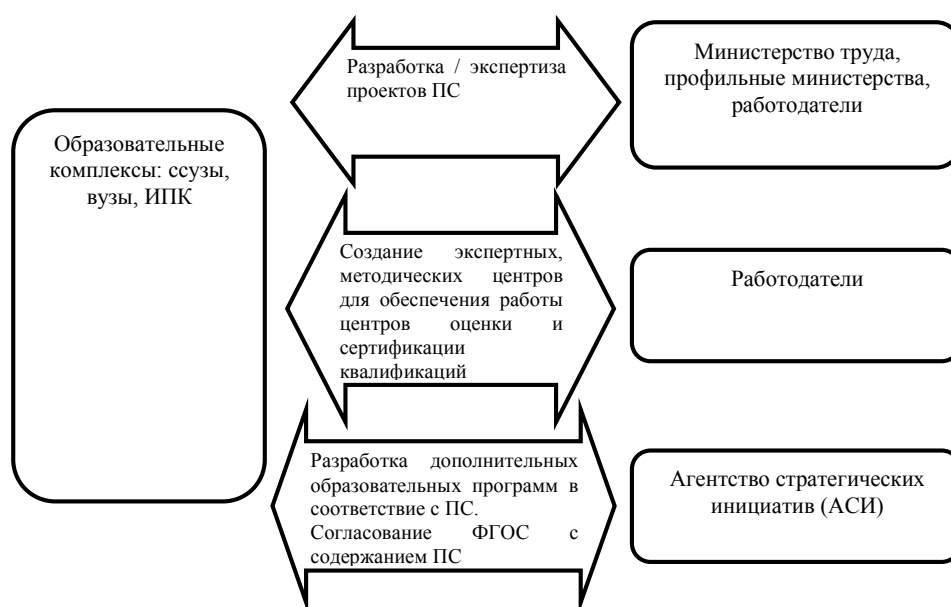 Образовательные
комплексы: ссузы,
вузы, ИПК
Разработка / экспертиза
проектов ПС
Министерство труда,
профильные министерства,
работодатели
Создание экспертных,
методических центров
для обеспечения работы
центров оценки и
сертификации
квалификаций
Работодатели
Разработка дополнительных
образовательных программ в
соответствие с ПС.
Согласование ФГОС с
содержанием ПС
Агентство стратегических
инициатив (АСИ)